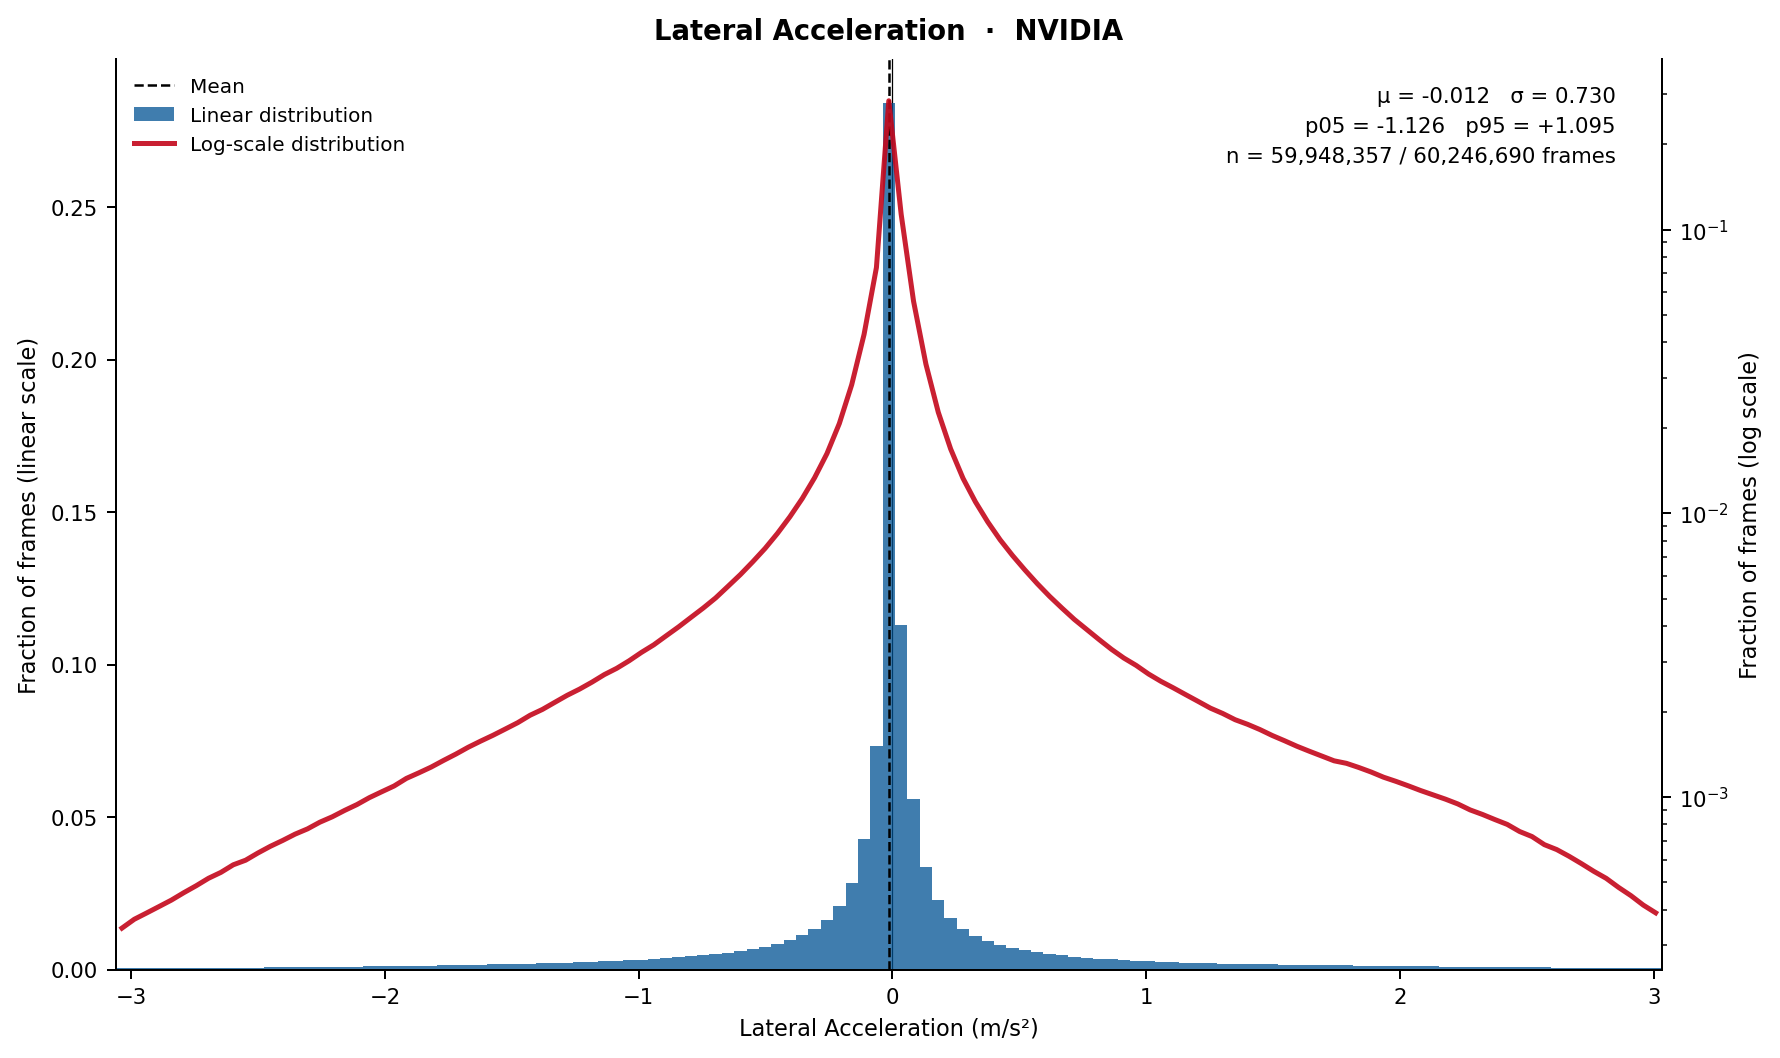 Lateral Acceleration · NVIDIA
Mean
Linear distribution
Log-scale distribution
μ = -0.012 σ = 0.730
p05 = -1.126 p95 = +1.095
n = 59,948,357 / 60,246,690 frames
Fraction of frames (linear scale)
0.25
0.20
0.15
0.10
0.05
0.00
10⁻¹
10⁻²
10⁻³
Fraction of frames (log scale)
−3 −2 −1 0 1 2 3
Lateral Acceleration (m/s²)